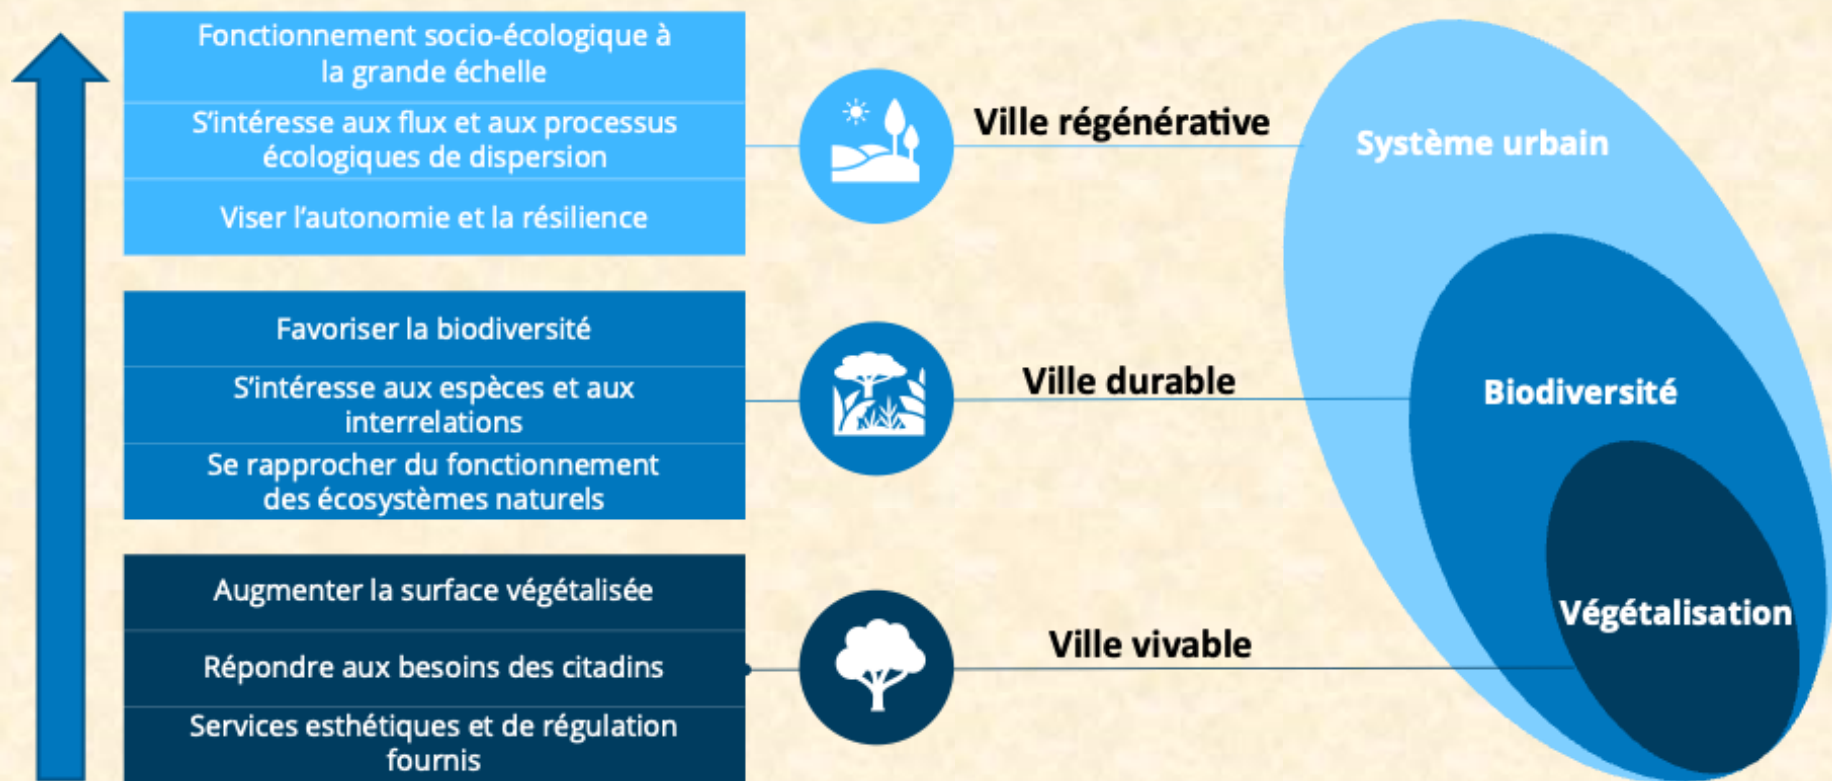 Fonctionnement socio-écologique à
la grande échelle
S'intéresse aux flux et aux processus
écologiques de dispersion
Viser l'autonomie et la résilience
Ville régénérative
Système urbain
Favoriser la biodiversité
S'intéresse aux espèces et aux
interrelations
Se rapprocher du fonctionnement
des écosystèmes naturels
Ville durable
Biodiversité
Augmenter la surface végétalisée
Répondre aux besoins des citadins
Services esthétiques et de régulation
fournis
Ville vivable
Végétalisation